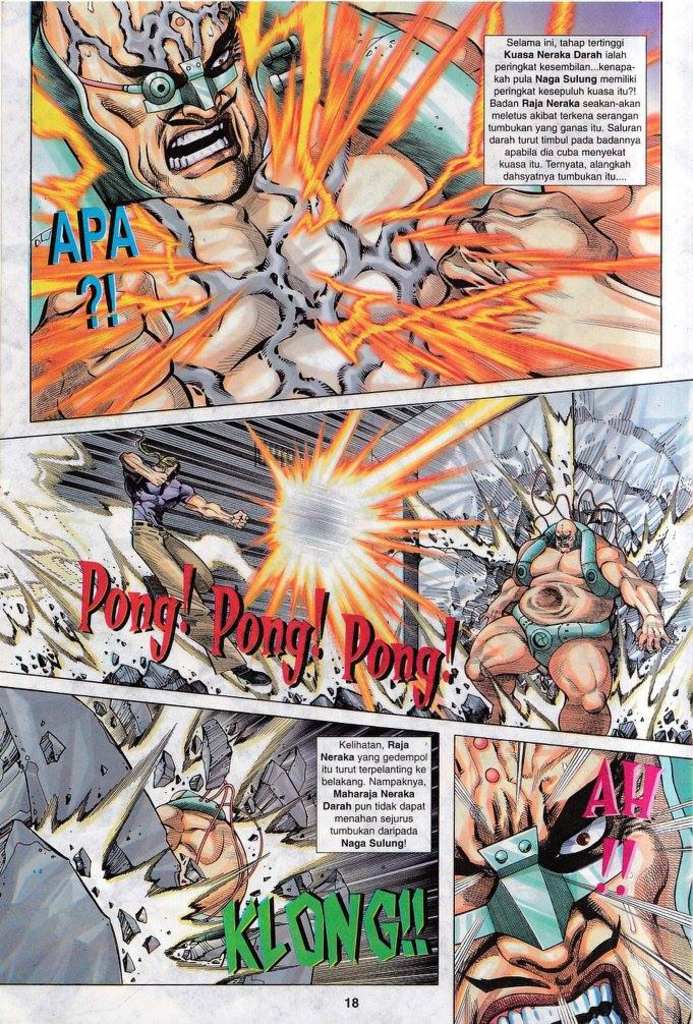 Selama ini, tahap tertinggi
Kuasa Neraka Darah ialah
peringkat kesembilan...kenapa-
kah pula Naga Sulung memiliki
peringkat kesepuluh kuasa itu?!
Badan Raja Neraka seakan-akan
meletus akibat terkena serangan
tumbukan yang ganas itu. Saluran
darah turut timbul pada badannya
apabila dia cuba menyekat
kuasa itu. Ternyata, alangkah
dahsyatnya tumbukan itu....
APA
?!
Pong! Pong! Pong!
Kelihatan, Raja
Neraka yang gedempol
itu turut terpelanting ke
belakang. Nampaknya,
Maharaja Neraka
Darah pun tidak dapat
menahan sejurus
tumbukan daripada
Naga Sulung!
KLONG!!
AH
!!
18